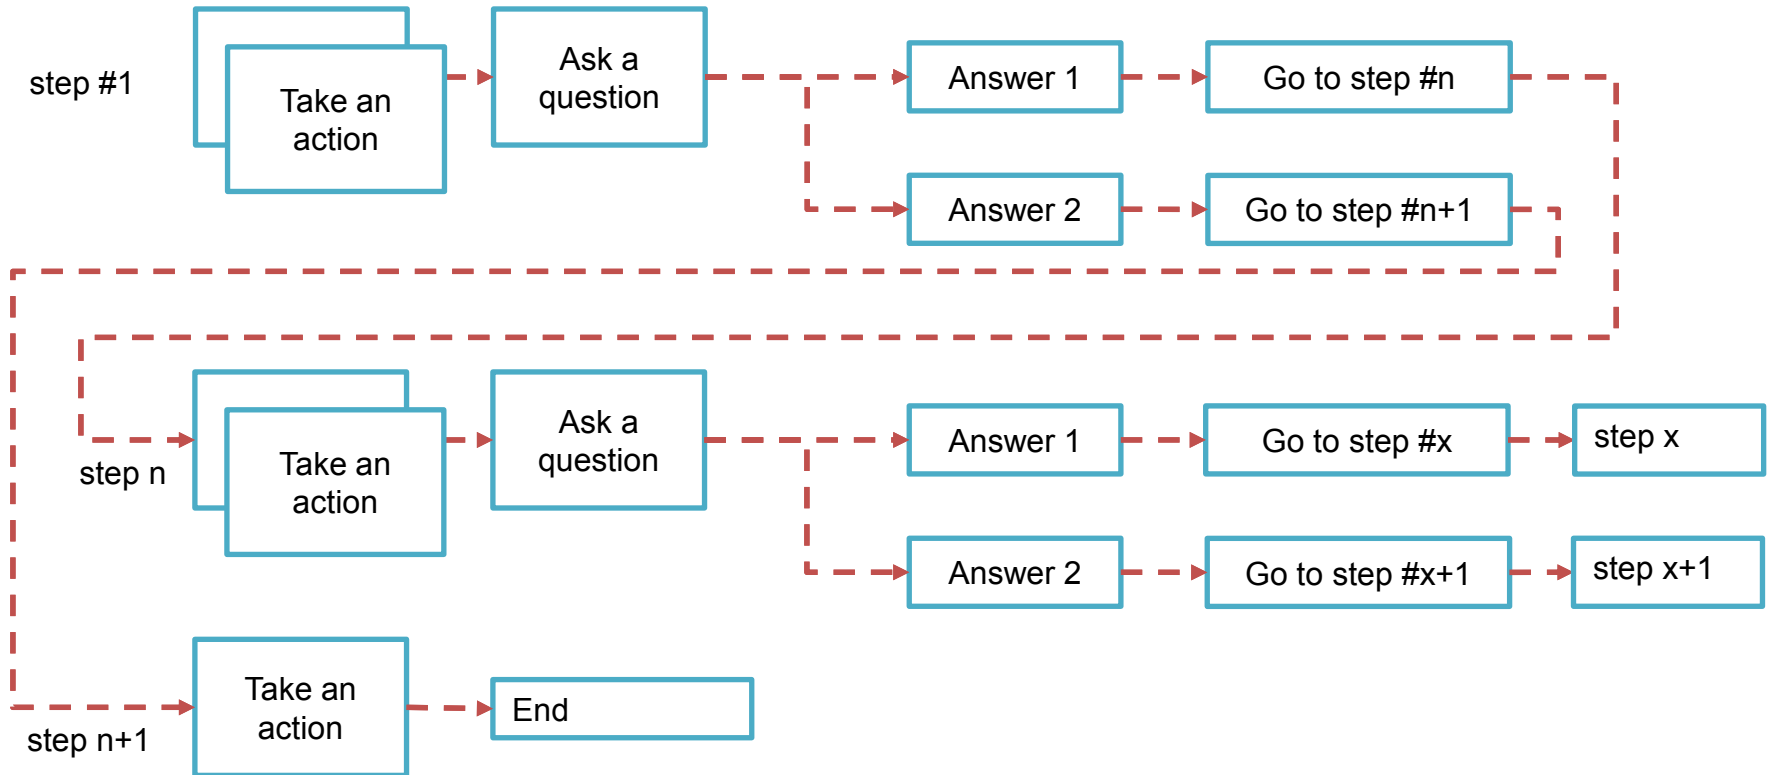 step #1
Take an
action
Ask a
question
Answer 1
Go to step #n
Answer 2
Go to step #n+1
step n
Take an
action
Ask a
question
Answer 1
Go to step #x
step x
Answer 2
Go to step #x+1
step x+1
step n+1
Take an
action
End